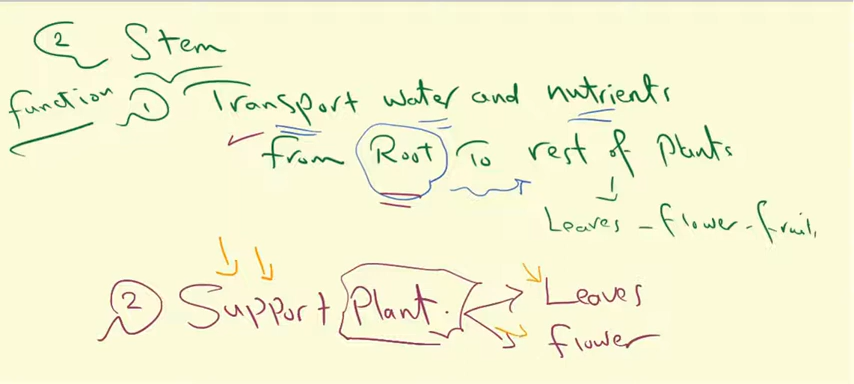 2 Stem
function 1 Transport water and nutrients
from Root To rest of plants
Leaves - flower - fruit,
2 Support Plant. Leaves
flower